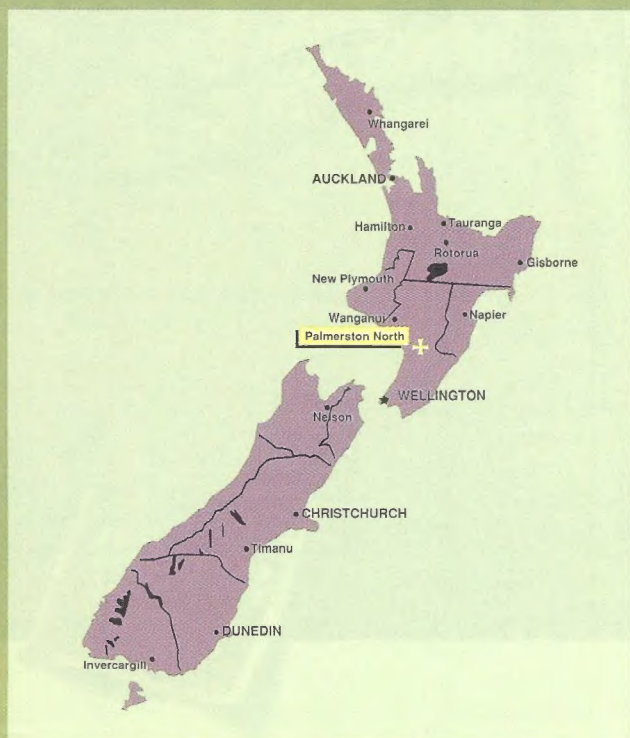 Whangarei
AUCKLAND
Hamilton
Tauranga
Rotorua
Gisborne
New Plymouth
Wanganui
Napier
Palmerston North
WELLINGTON
Nelson
CHRISTCHURCH
Timanu
DUNEDIN
Invercargill